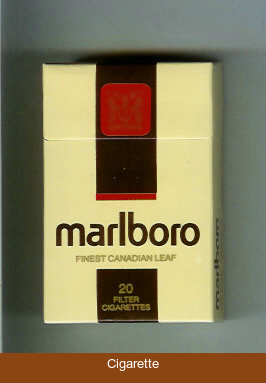 marlboro
FINEST CANADIAN LEAF
20
FILTER
CIGARETTES
marlboro
Cigarette